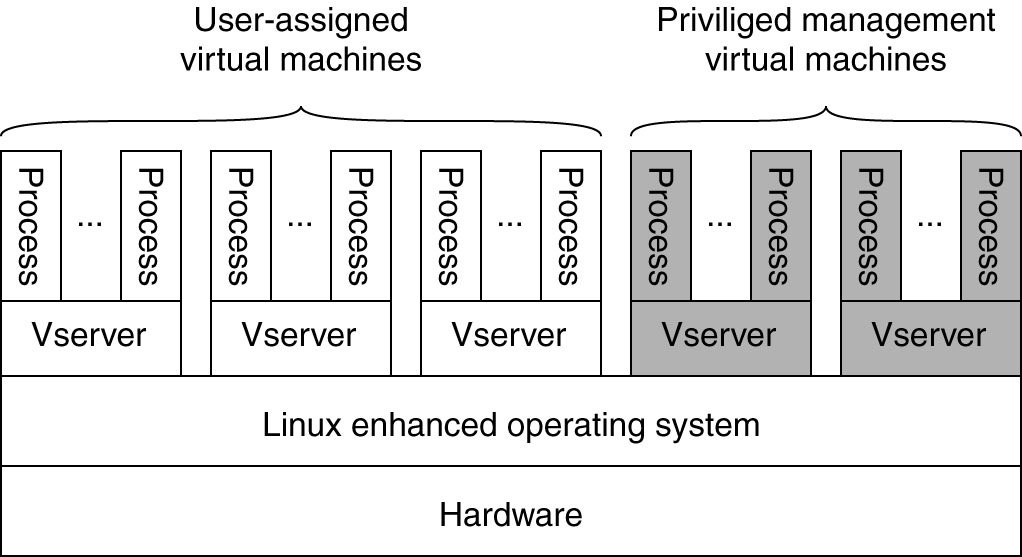 User-assigned
virtual machines
Priviliged management
virtual machines
Process
...
Process
Process
...
Process
Process
...
Process
Process
...
Process
Process
...
Process
Vserver
Vserver
Vserver
Vserver
Vserver
Linux enhanced operating system
Hardware